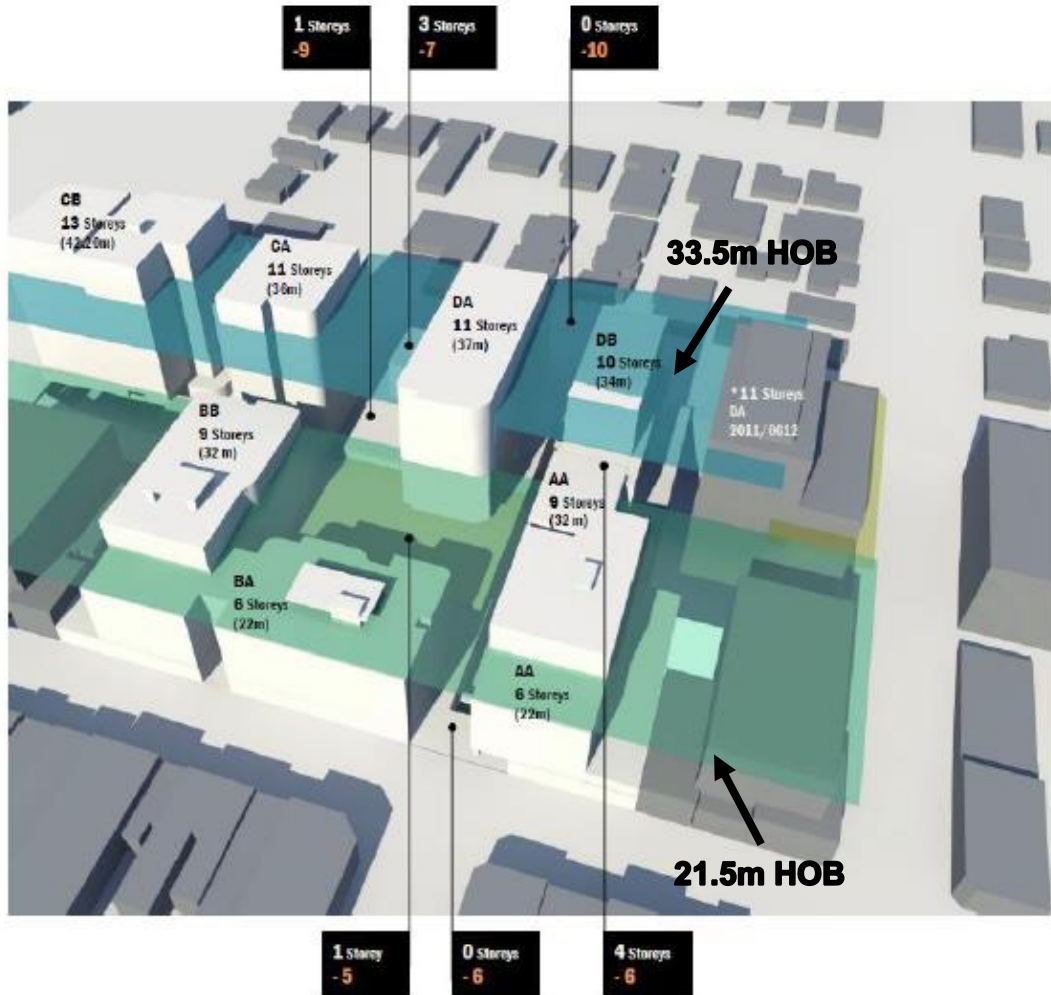 1 Storeys
-9
3 Storeys
-7
0 Storeys
-10
CB
13 Storeys
(42.20m)
CA
11 Storeys
(36m)
33.5m HOB
DA
11 Storeys
(37m)
DB
10 Storeys
(34m)
*11 Storeys
DA
2011/0612
BB
9 Storeys
(32 m)
AA
9 Storeys
(32 m)
BA
6 Storeys
(22m)
AA
6 Storeys
(22m)
21.5m HOB
1 Storey
- 5
0 Storeys
- 6
4 Storeys
- 6